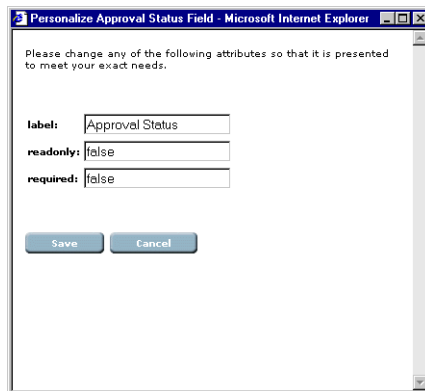 Personalize Approval Status Field - Microsoft Internet Explorer
Please change any of the following attributes so that it is presented
to meet your exact needs.
label: Approval Status
readonly: false
required: false
Save Cancel